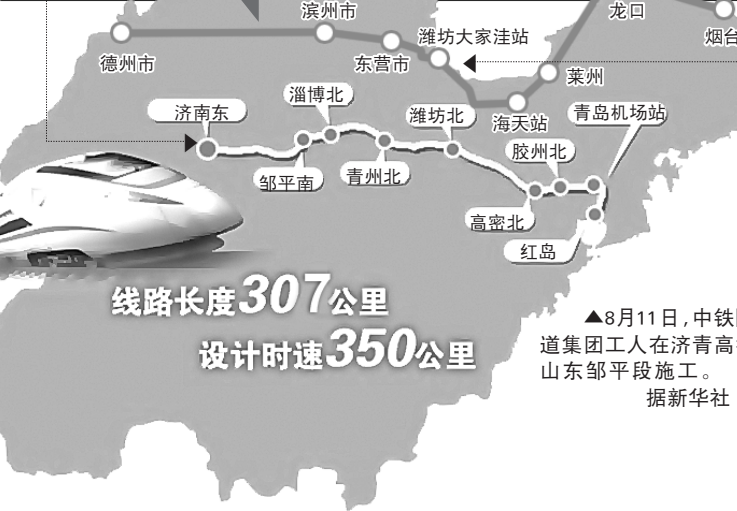 滨州市
龙口
德州市
东营市
潍坊大家洼站
烟台
莱州
海天站
济南东
淄博北
潍坊北
青岛机场站
邹平南
青州北
胶州北
高密北
红岛
线路长度307公里
设计时速350公里
▲8月11日，中铁
道集团工人在济青高
山东邹平段施工。
据新华社